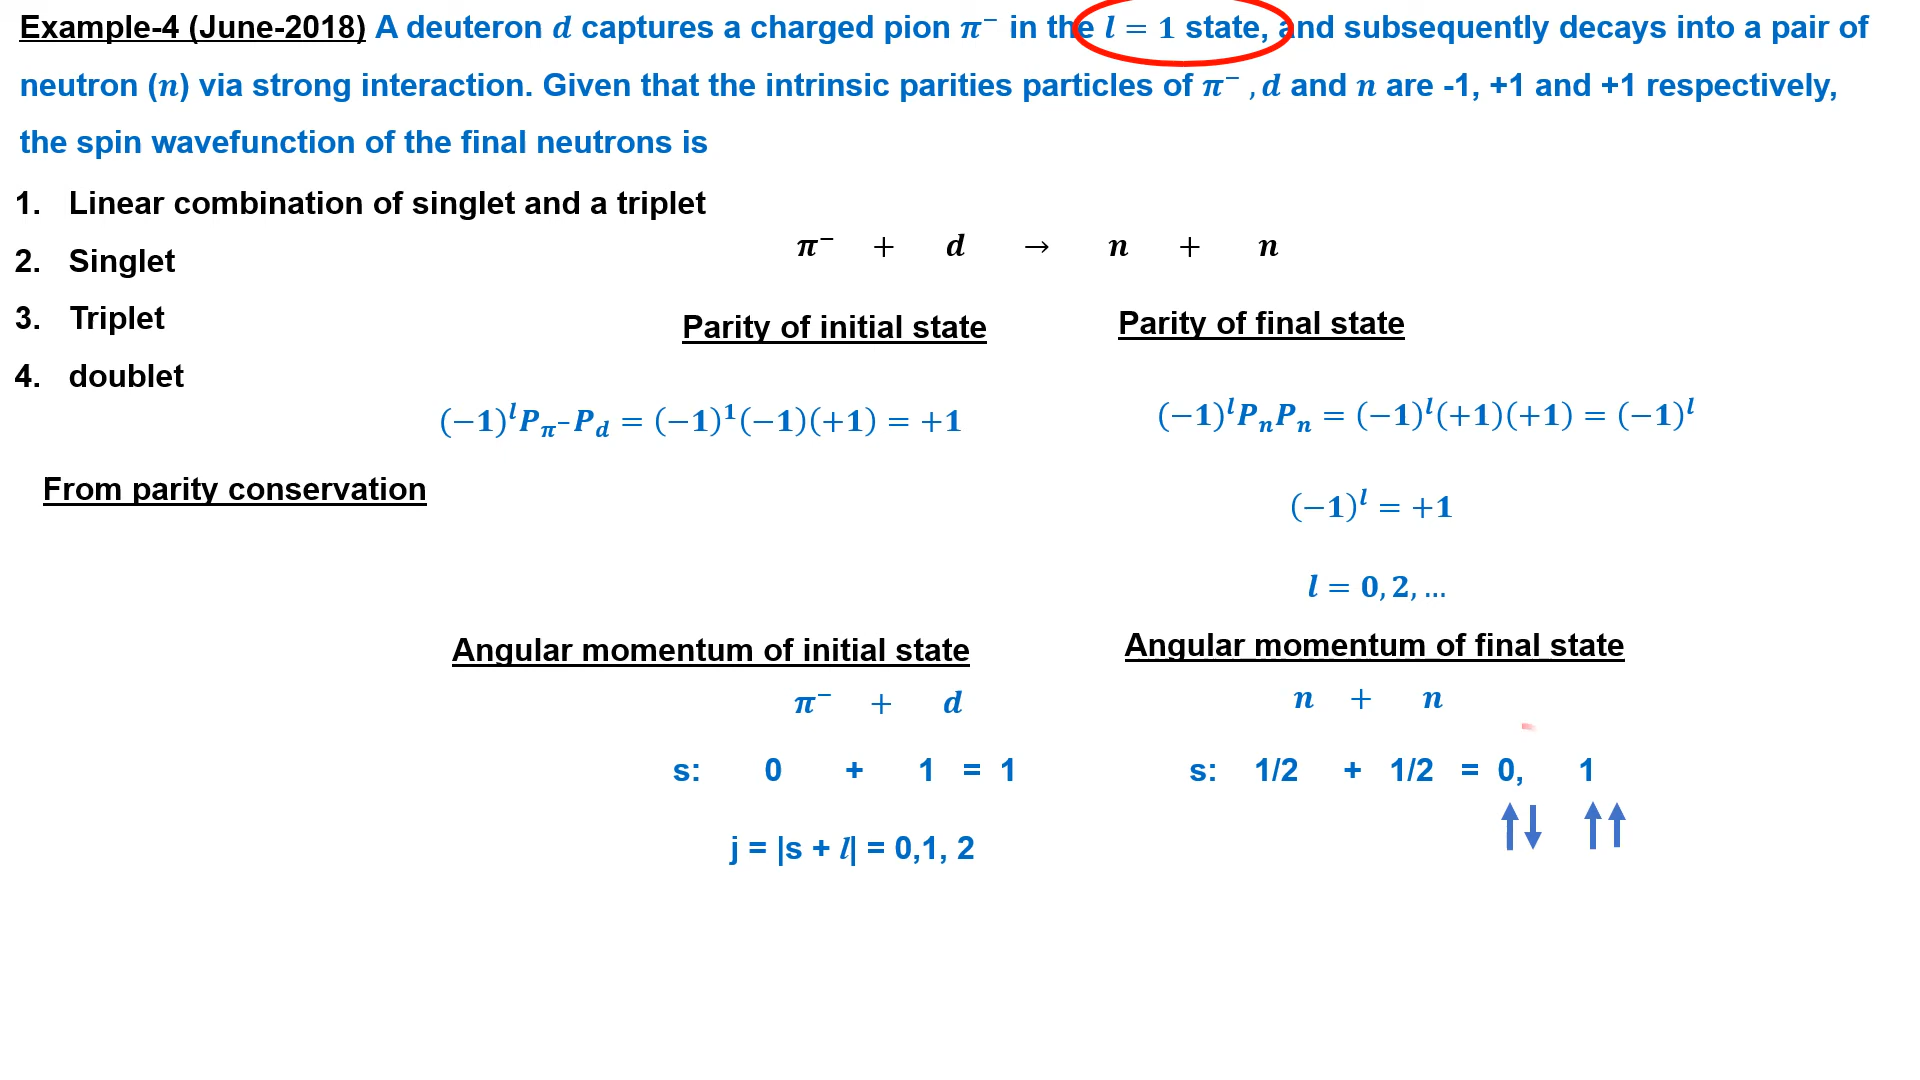 Example-4 (June-2018) A deuteron d captures a charged pion π⁻ in the l = 1 state, and subsequently decays into a pair of
neutron (n) via strong interaction. Given that the intrinsic parities particles of π⁻ , d and n are -1, +1 and +1 respectively,
the spin wavefunction of the final neutrons is
1. Linear combination of singlet and a triplet
π⁻ + d → n + n
2. Singlet
3. Triplet
Parity of initial state Parity of final state
4. doublet
(−1)^l P_π⁻ P_d = (−1)^1 (−1)(+1) = +1 (−1)^l P_n P_n = (−1)^l (+1)(+1) = (−1)^l
From parity conservation
(−1)^l = +1
l = 0, 2, …
Angular momentum of initial state Angular momentum of final state
π⁻ + d n + n
s: 0 + 1 = 1 s: 1/2 + 1/2 = 0, 1
j = |s + l| = 0,1, 2